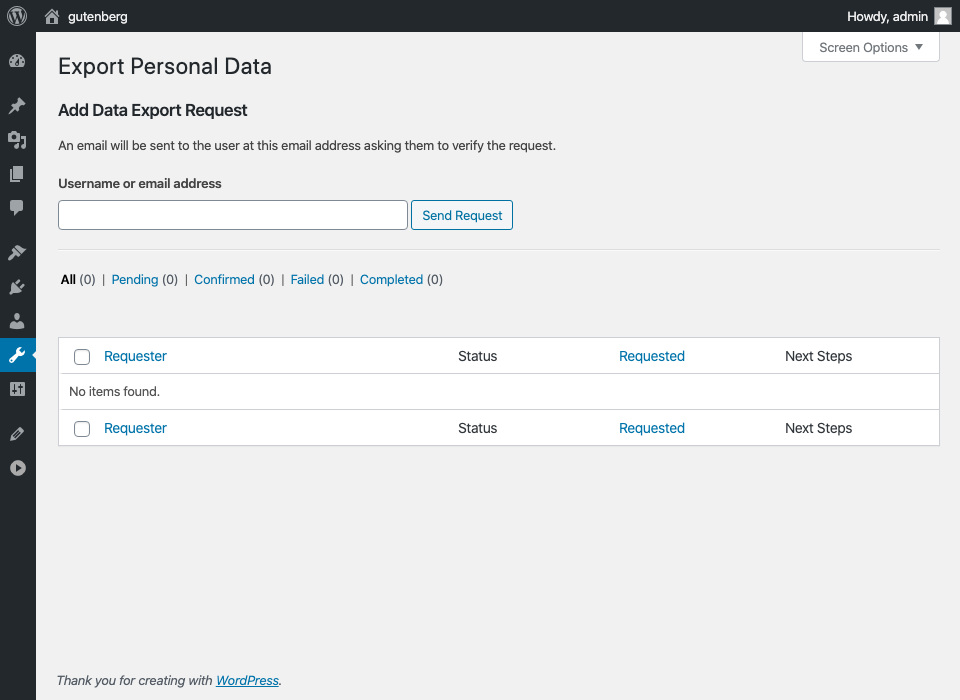 gutenberg
Howdy, admin
Screen Options
Export Personal Data
Add Data Export Request
An email will be sent to the user at this email address asking them to verify the request.
Username or email address
Send Request
All (0) | Pending (0) | Confirmed (0) | Failed (0) | Completed (0)
Requester Status Requested Next Steps
No items found.
Requester Status Requested Next Steps
Thank you for creating with WordPress.